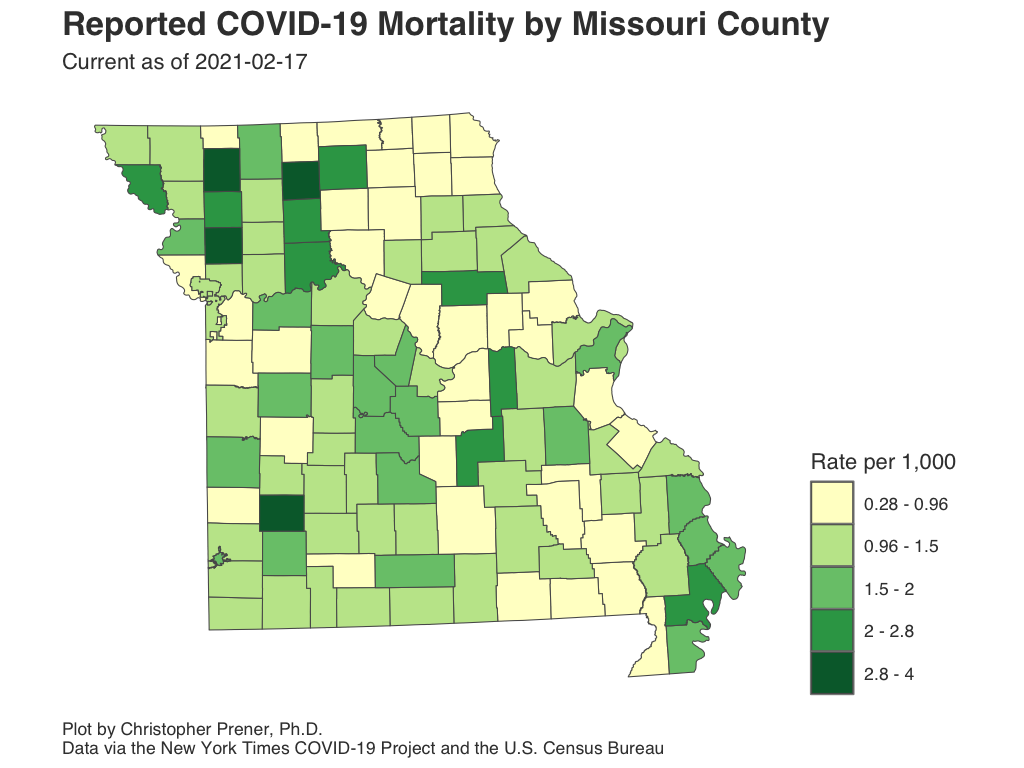 Reported COVID-19 Mortality by Missouri County
Current as of 2021-02-17
Rate per 1,000
0.28 - 0.96
0.96 - 1.5
1.5 - 2
2 - 2.8
2.8 - 4
Plot by Christopher Prener, Ph.D.
Data via the New York Times COVID-19 Project and the U.S. Census Bureau